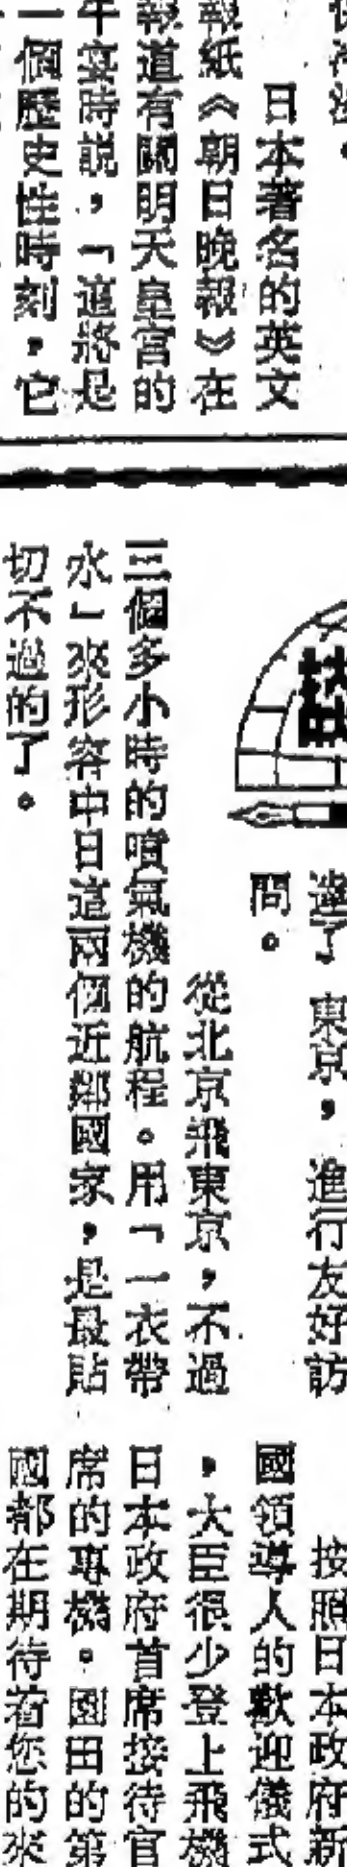 日本著名的英文
報紙《朝日晚報》在
報道有關明天皇宮的
午宴時說，「這將是
一個歷史性時刻，它
達了東京，進行友好訪
問。
從北京飛東京，不過
三個多小時的噴氣機的航程。用「一衣帶
水」來形容中日這兩個近鄰國家，是最貼
切不過的了。
按照日本政府新
國領導人的歡迎儀式
，大臣很少登上飛機
日本政府首席接待官
席的專機。園田的第
國都在期待着您的來